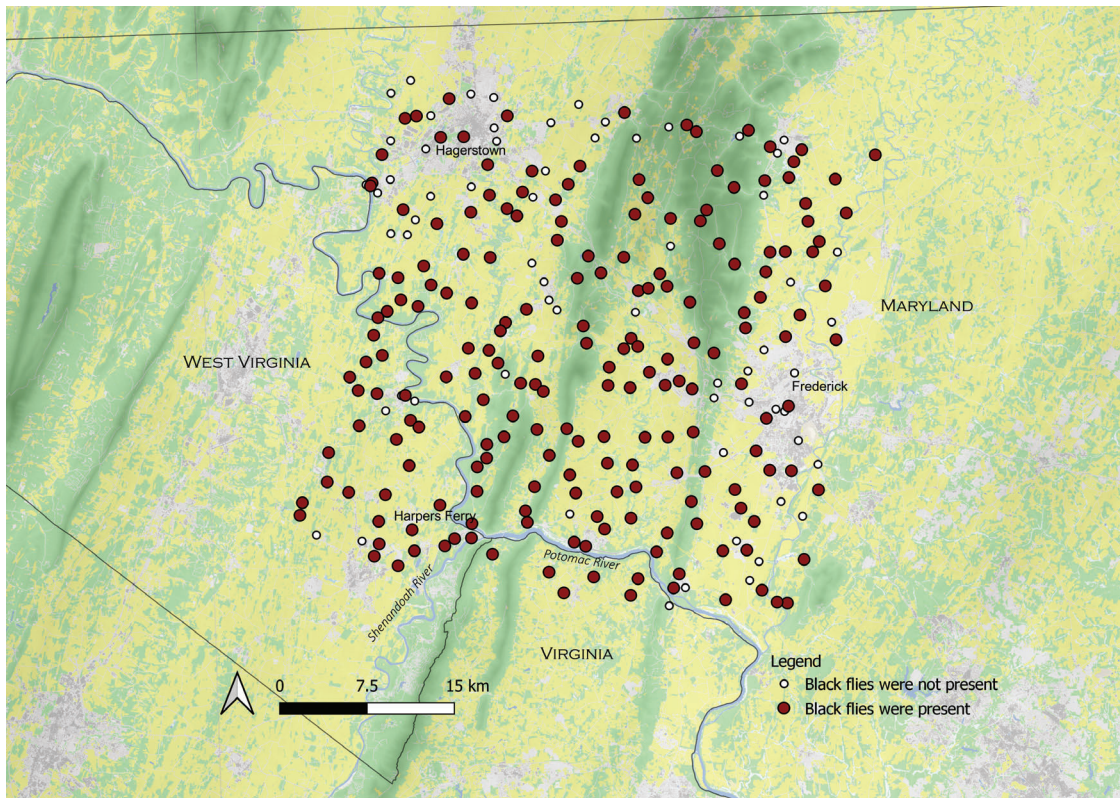 Hagerstown
MARYLAND
WEST VIRGINIA
Frederick
Harpers Ferry
Potomac River
Shenandoah River
VIRGINIA
Legend
Black flies were not present
Black flies were present
0 7.5 15 km